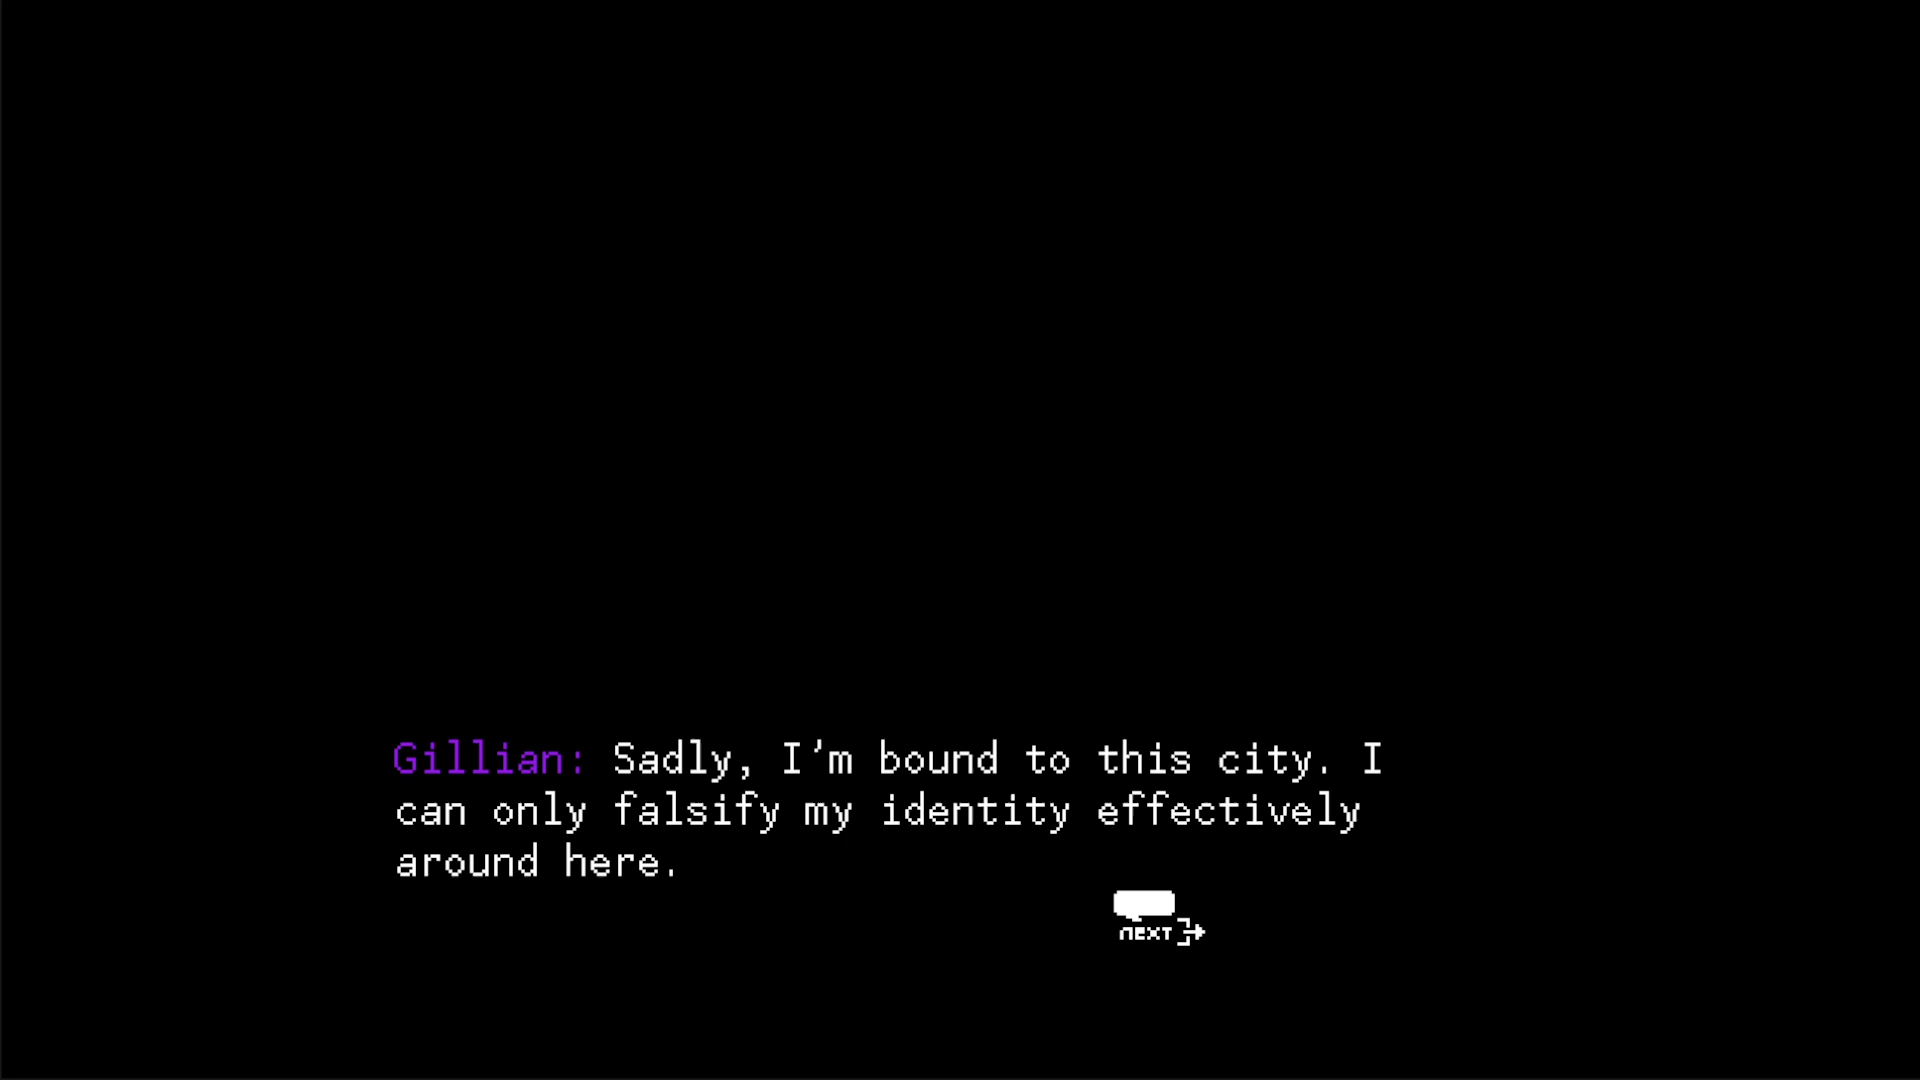 Gillian: Sadly, I'm bound to this city. I
can only falsify my identity effectively
around here.
NEXT